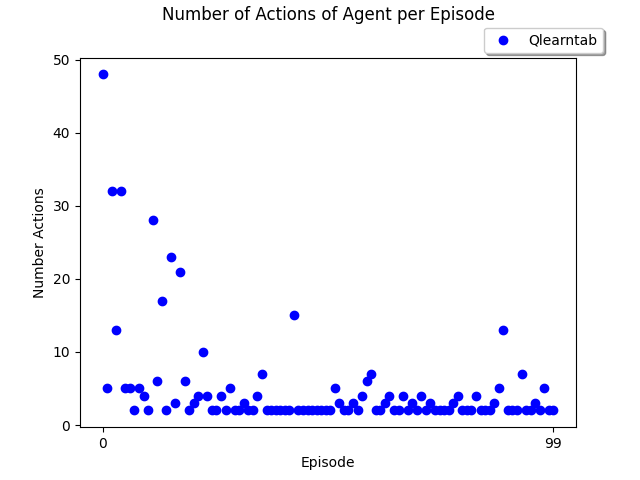 Number of Actions of Agent per Episode
Qlearntab
50
40
30
20
10
0
Number Actions
0 99
Episode